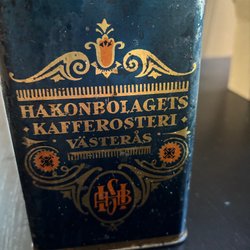 HAKONBOLAGETS
· KAFFEROSTERI ·
VÄSTERÅS